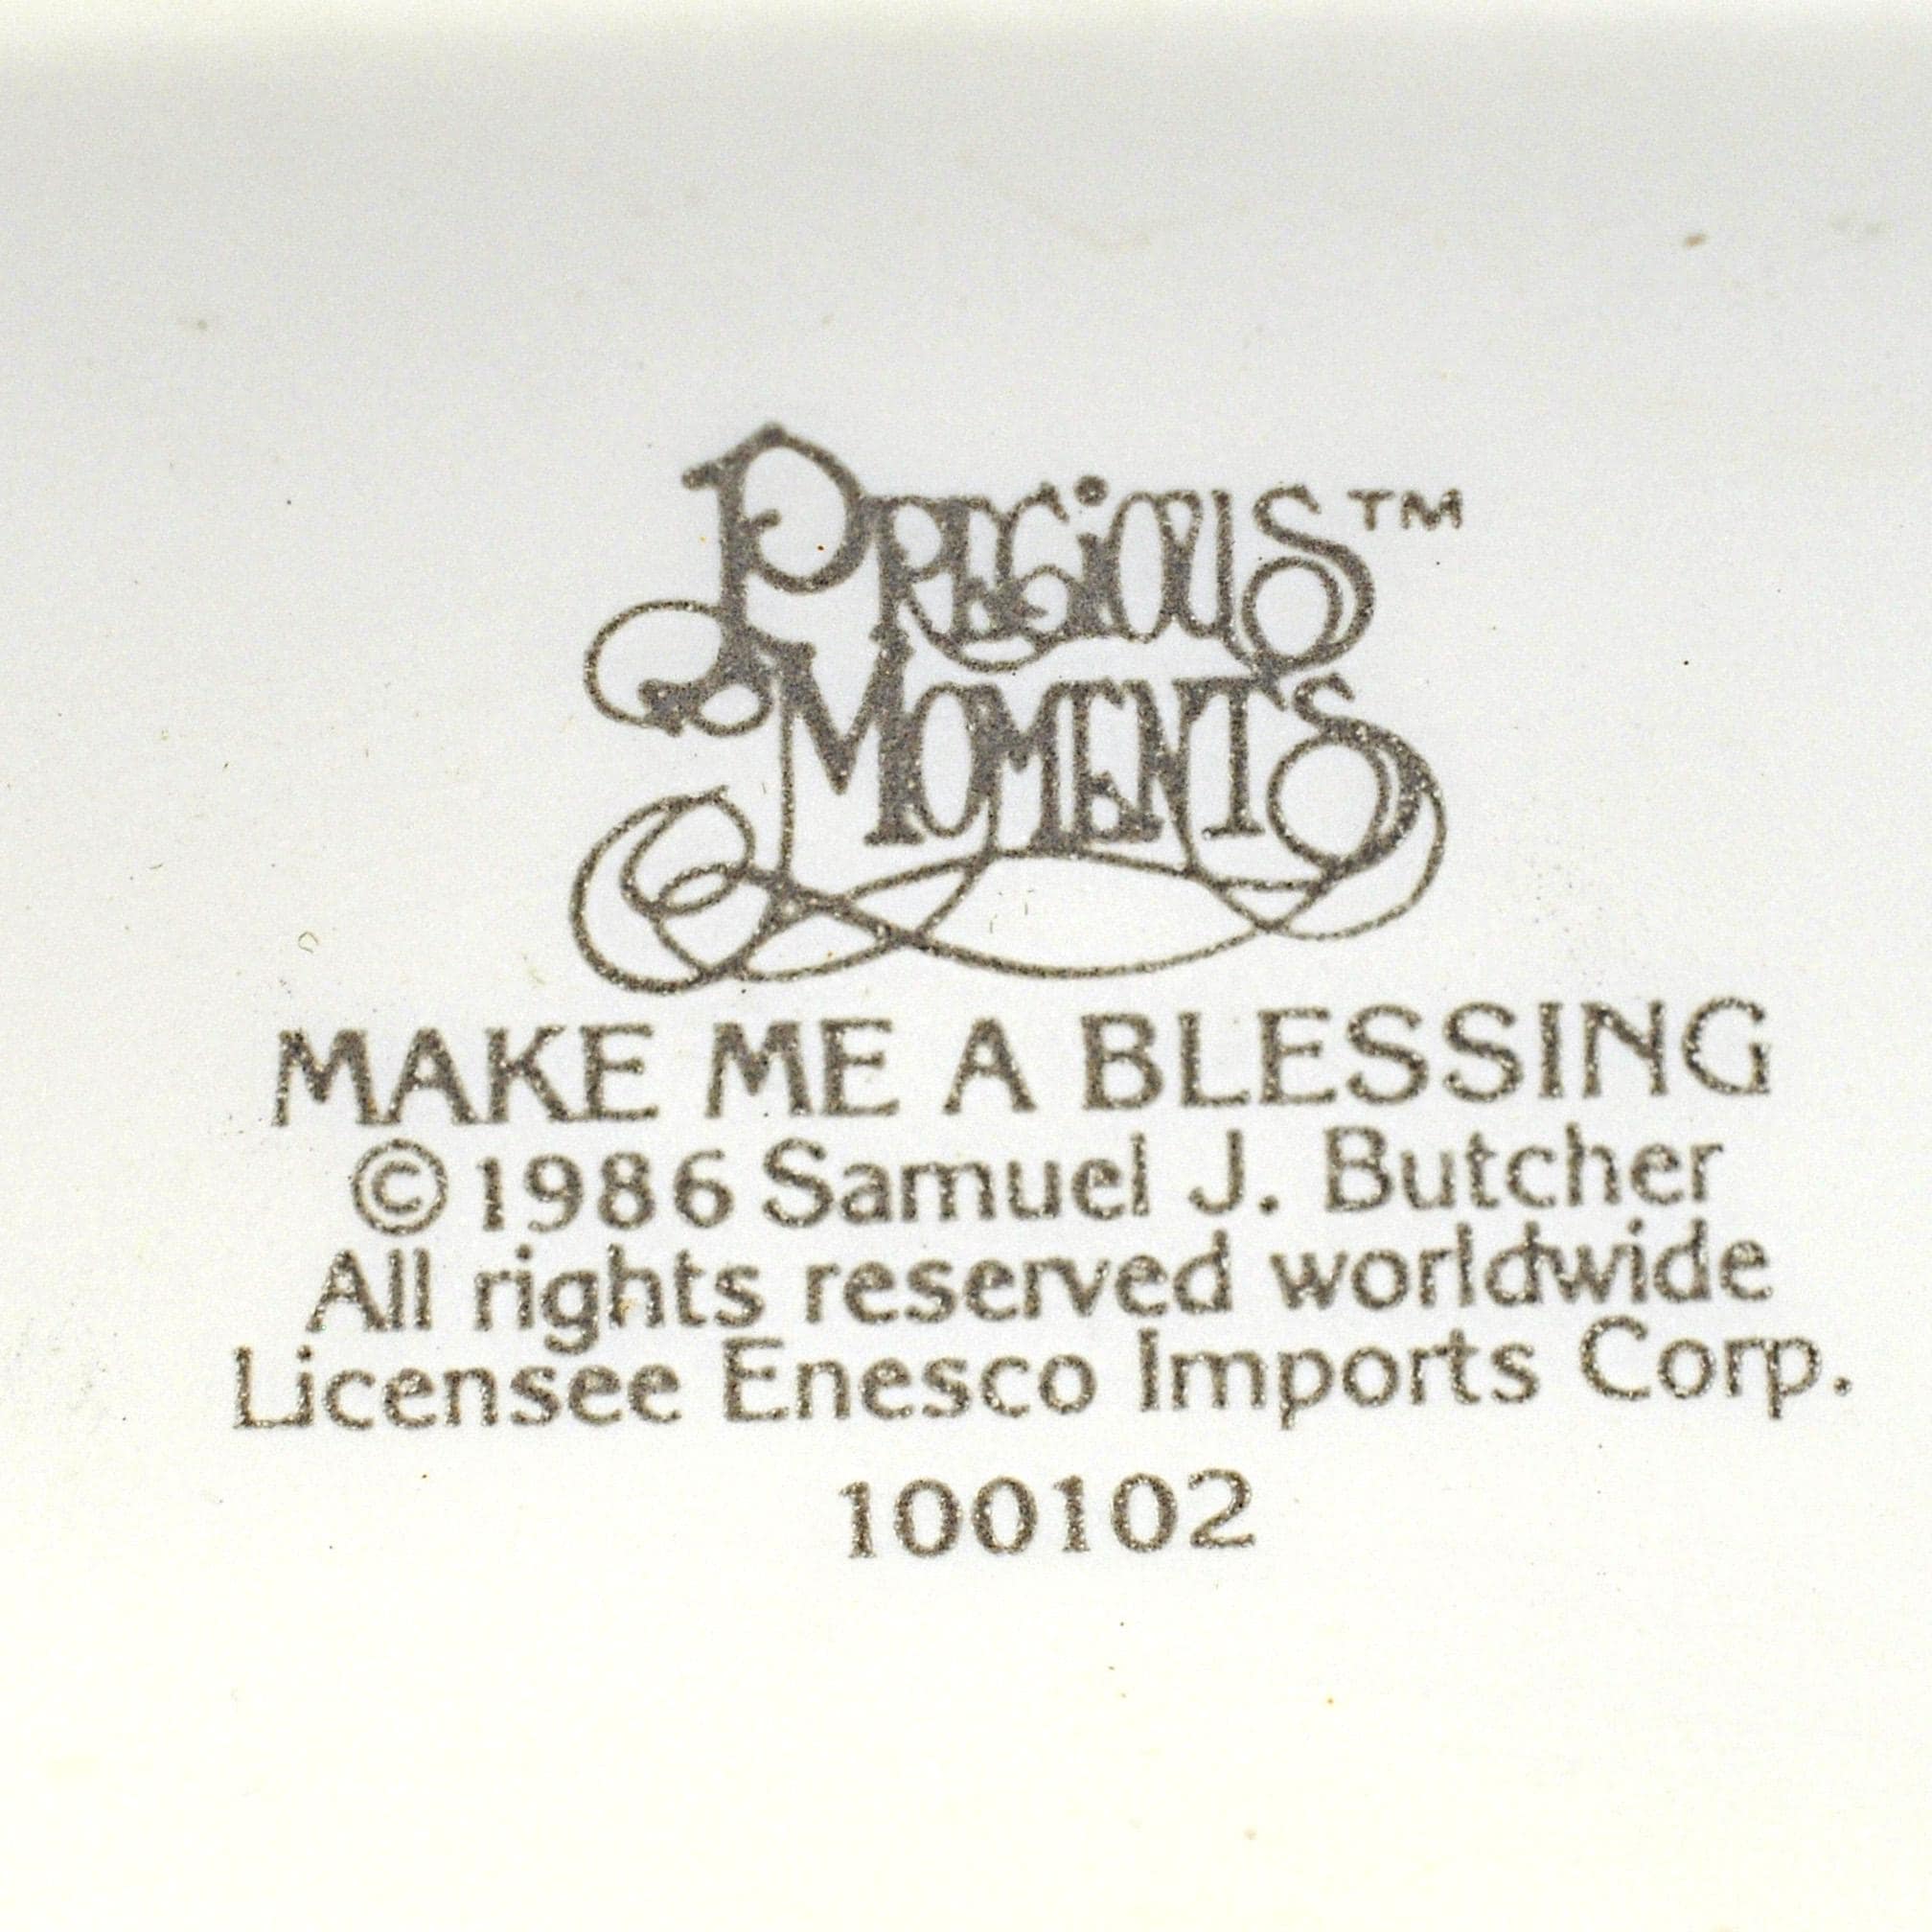 PRECIOUS™
MOMENTS
MAKE ME A BLESSING
©1986 Samuel J. Butcher
All rights reserved worldwide
Licensee Enesco Imports Corp.
100102